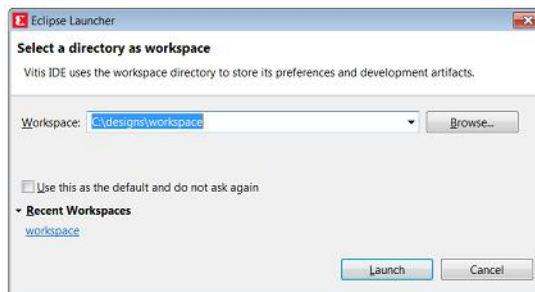 Eclipse Launcher
Select a directory as workspace
Vitis IDE uses the workspace directory to store its preferences and development artifacts.
Workspace: C:\designs\workspace Browse...
Use this as the default and do not ask again
Recent Workspaces
workspace
Launch Cancel